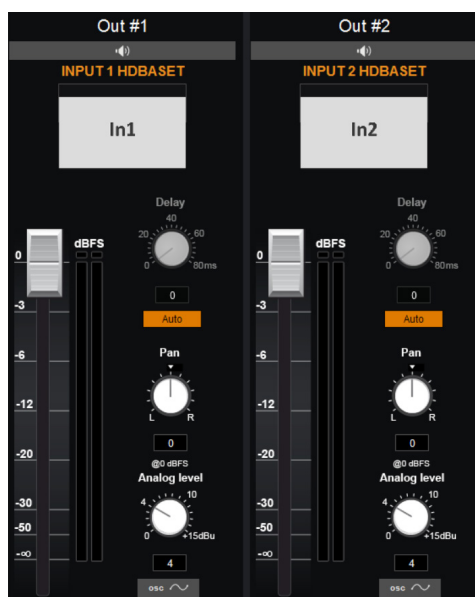 Out #1
INPUT 1 HDBASET
In1
Delay
40
20 60
0 80ms
dBFS
0
0
Auto
-3
Pan
-6
L R
-12
0
@0 dBFS
-20
Analog level
10
4
-30
-50
0 +15dBu
-∞
4
osc
Out #2
INPUT 2 HDBASET
In2
Delay
40
20 60
0 80ms
dBFS
0
0
Auto
-3
Pan
-6
L R
-12
0
@0 dBFS
-20
Analog level
10
4
-30
-50
0 +15dBu
-∞
4
osc